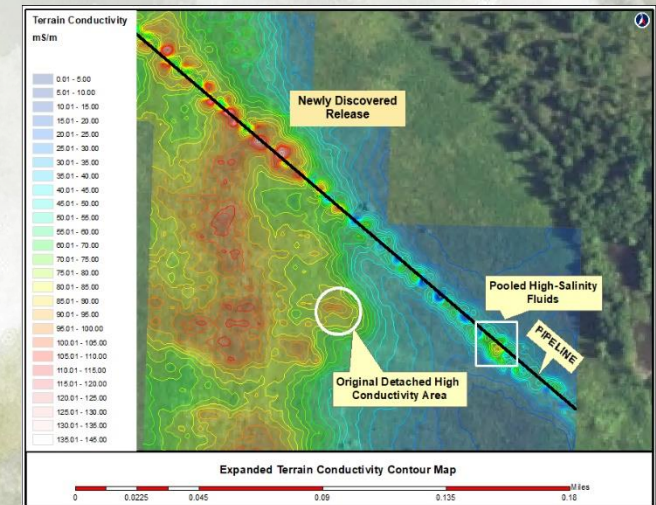 Terrain Conductivity
mS/m
0.01 - 5.00
5.01 - 10.00
10.01 - 15.00
15.01 - 20.00
20.01 - 25.00
25.01 - 30.00
30.01 - 35.00
35.01 - 40.00
40.01 - 45.00
45.01 - 50.00
50.01 - 55.00
55.01 - 60.00
60.01 - 70.00
70.01 - 75.00
75.01 - 80.00
80.01 - 85.00
85.01 - 90.00
90.01 - 95.00
95.01 - 100.00
100.01 - 105.00
105.01 - 110.00
110.01 - 115.00
115.01 - 120.00
120.01 - 125.00
125.01 - 130.00
130.01 - 135.00
135.01 - 145.00
Newly Discovered
Release
Pooled High-Salinity
Fluids
PIPELINE
Original Detached High
Conductivity Area
Expanded Terrain Conductivity Contour Map
Miles
0 0.0225 0.045 0.09 0.135 0.18